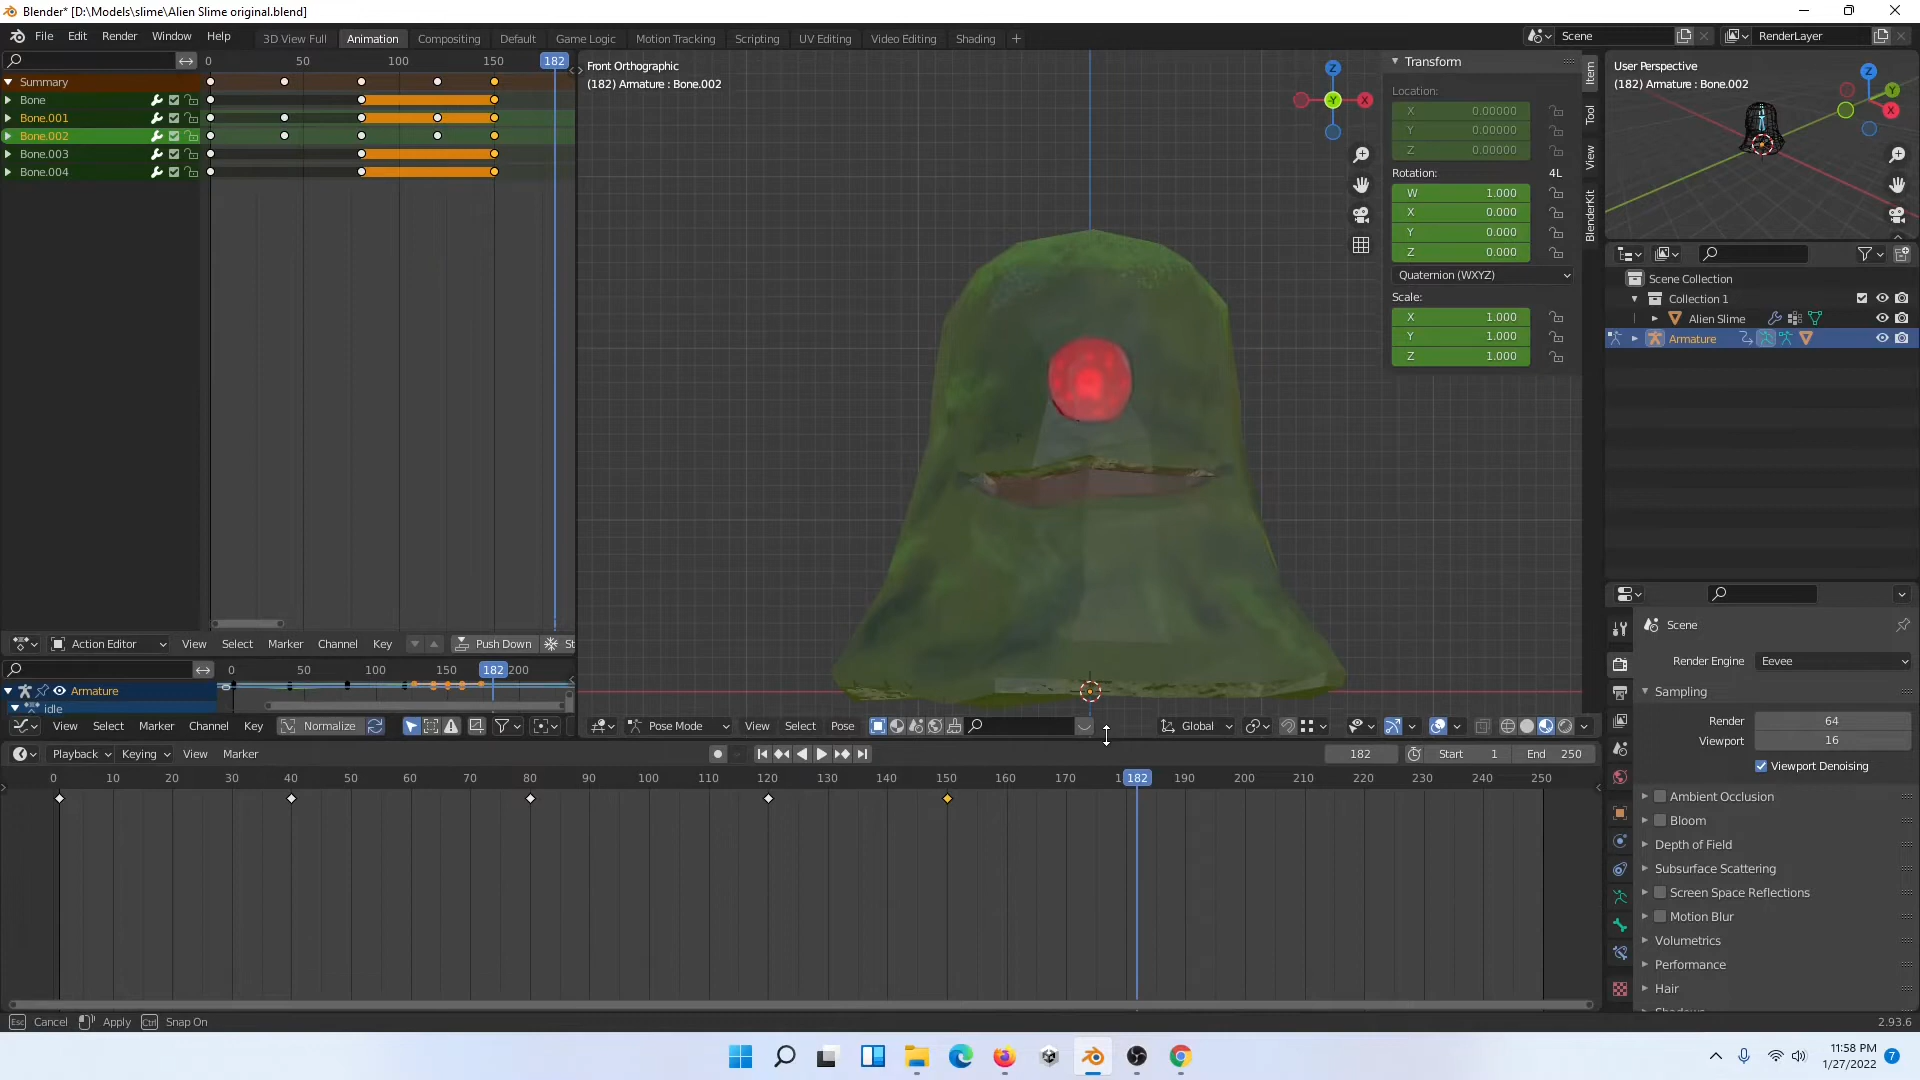 Blender* [D:\Models\slime\Alien Slime original.blend]
File Edit Render Window Help 3D View Full Animation Compositing Default Game Logic Motion Tracking Scripting UV Editing Video Editing Shading + Scene RenderLayer
0 50 100 150 182
Summary
Bone
Bone.001
Bone.002
Bone.003
Bone.004
Front Orthographic
(182) Armature : Bone.002
Z
Y
X
Transform
Location:
X 0.00000
Y 0.00000
Z 0.00000
Rotation: 4L
W 1.000
X 0.000
Y 0.000
Z 0.000
Quaternion (WXYZ)
Scale:
X 1.000
Y 1.000
Z 1.000
Item
Tool
View
BlenderKit
User Perspective
(182) Armature : Bone.002
Z
Y
X
Scene Collection
Collection 1
Alien Slime
Armature
Action Editor View Select Marker Channel Key Push Down St
0 50 100 150 182 200
Armature
idle
View Select Marker Channel Key Normalize
Pose Mode View Select Pose Global
Playback Keying View Marker 182 Start 1 End 250
0 10 20 30 40 50 60 70 80 90 100 110 120 130 140 150 160 170 182 190 200 210 220 230 240 250
Scene
Render Engine Eevee
Sampling
Render 64
Viewport 16
Viewport Denoising
Ambient Occlusion
Bloom
Depth of Field
Subsurface Scattering
Screen Space Reflections
Motion Blur
Volumetrics
Performance
Hair
Esc Cancel Apply Ctrl Snap On 2.93.6
11:58 PM
1/27/2022
7